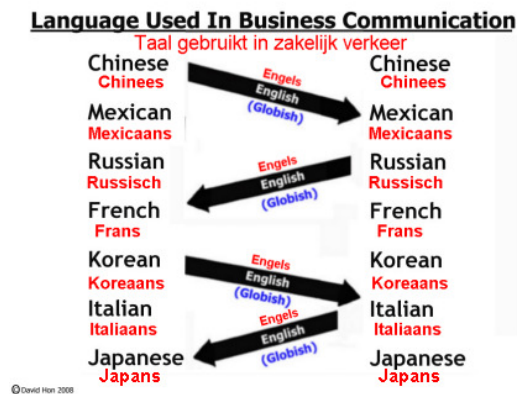 Language Used In Business Communication
Taal gebruikt in zakelijk verkeer
Chinese
Chinees
Engels
English
(Globish)
Chinese
Chinees
Mexican
Mexicaans
Mexican
Mexicaans
Russian
Russisch
Engels
English
(Globish)
Russian
Russisch
French
Frans
French
Frans
Korean
Koreaans
Engels
English
(Globish)
Korean
Koreaans
Italian
Italiaans
Engels
English
(Globish)
Italian
Italiaans
Japanese
Japans
Japanese
Japans
©David Hon 2008